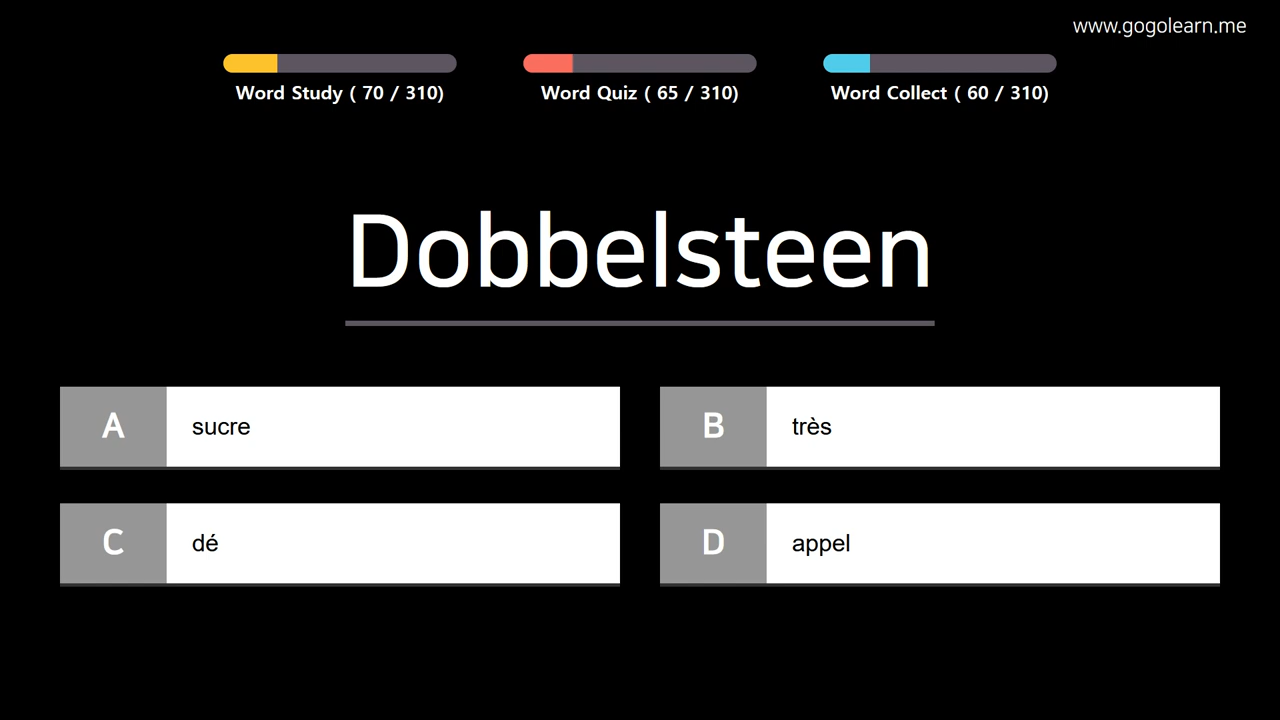 www.gogolearn.me
Word Study ( 70 / 310)
Word Quiz ( 65 / 310)
Word Collect ( 60 / 310)
Dobbelsteen
A sucre
B très
C dé
D appel